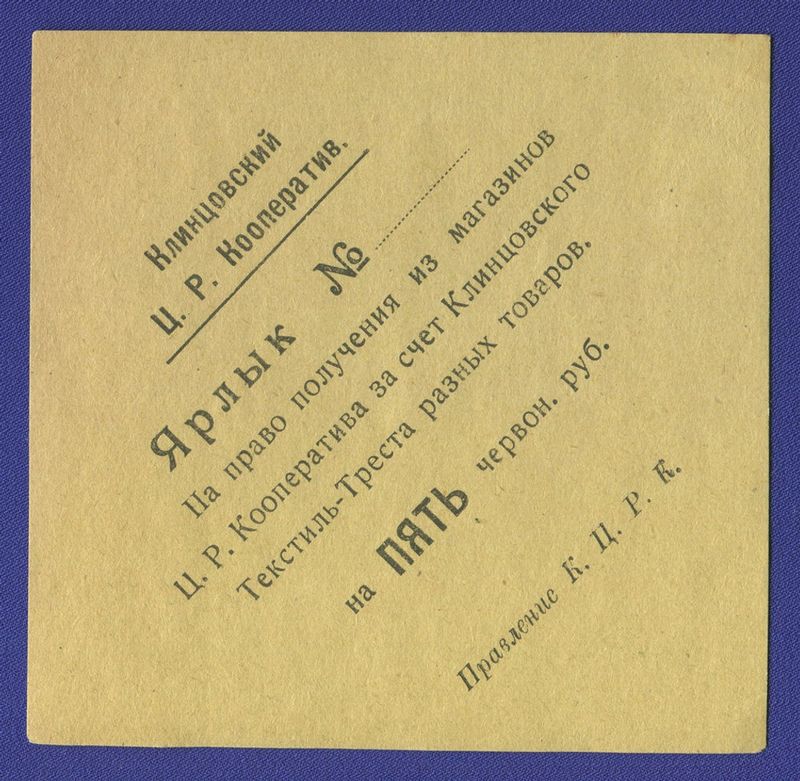 Клинцовский
Ц. Р. Кооператив.
Ярлык №
На право получения из магазинов
Ц. Р. Кооператива за счет Клинцовского
Текстиль-Треста разных товаров.
на ПЯТЬ червон. руб.
Правление К. Ц. Р. К.